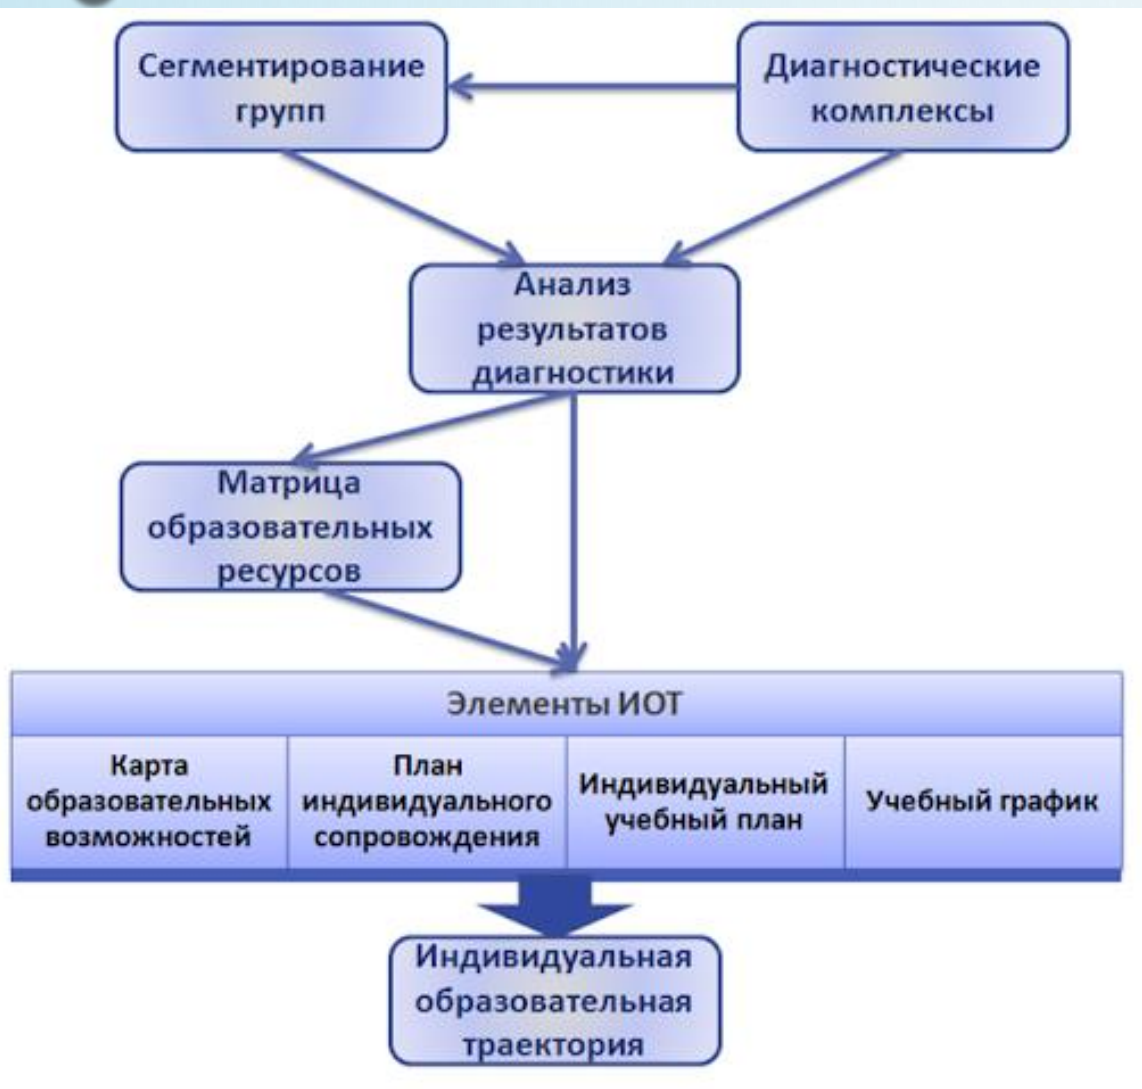 Сегментирование
групп
Диагностические
комплексы
Анализ
результатов
диагностики
Матрица
образовательных
ресурсов
Элементы ИОТ
Карта
образовательных
возможностей
План
индивидуального
сопровождения
Индивидуальный
учебный план
Учебный график
Индивидуальная
образовательная
траектория